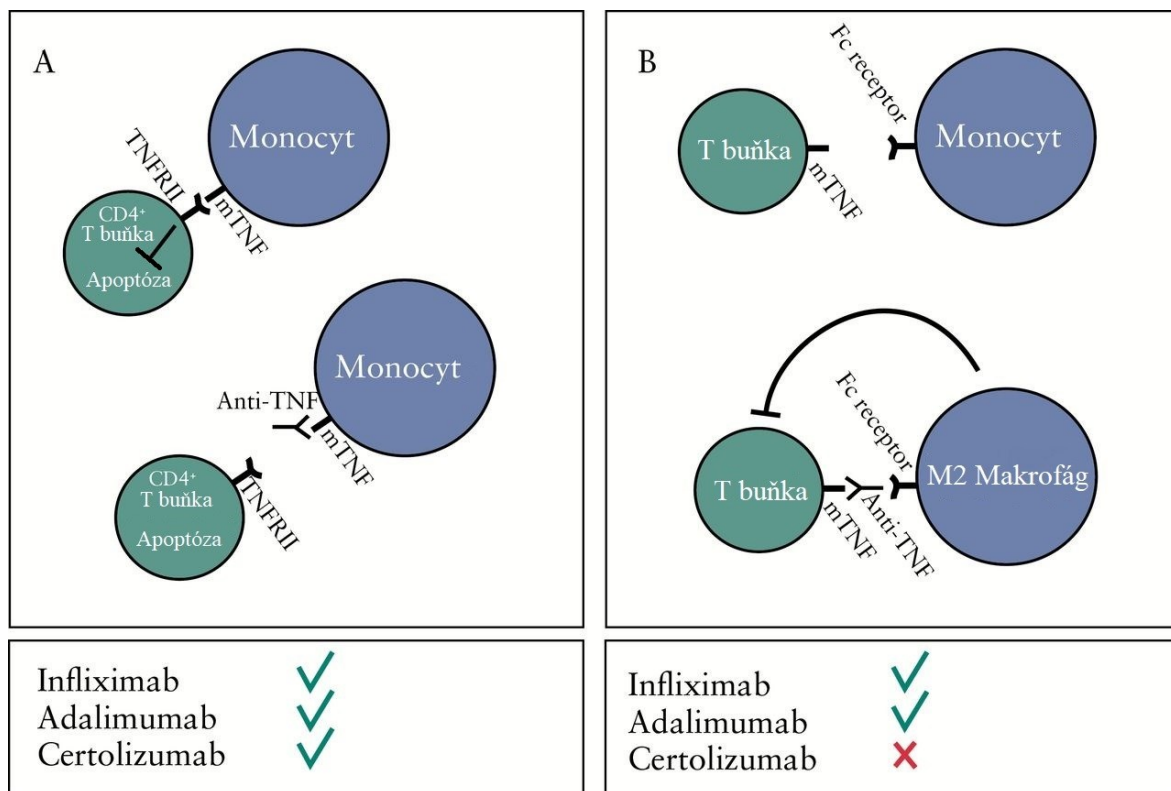 A
Monocyt
TNFRII
mTNF
CD4⁺
T buňka
Apoptóza
Monocyt
Anti-TNF
mTNF
CD4⁺
T buňka
Apoptóza
TNFRII
Infliximab
Adalimumab
Certolizumab
B
Fc receptor
T buňka
Monocyt
mTNF
Fc receptor
T buňka
M2 Makrofág
mTNF
Anti-TNF
Infliximab
Adalimumab
Certolizumab